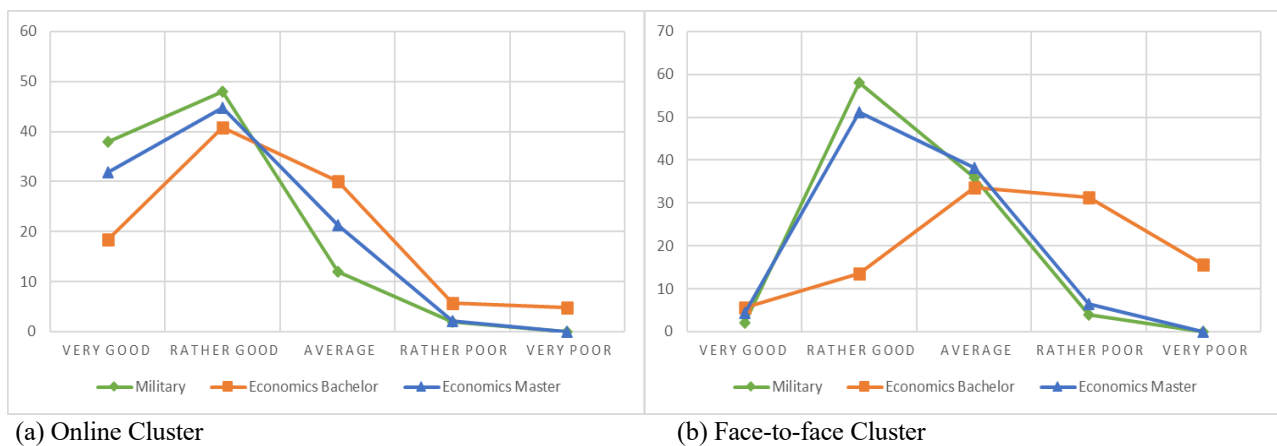 60
50
40
30
20
10
0
VERY GOOD RATHER GOOD AVERAGE RATHER POOR VERY POOR
Military Economics Bachelor Economics Master
(a) Online Cluster
70
60
50
40
30
20
10
0
VERY GOOD RATHER GOOD AVERAGE RATHER POOR VERY POOR
Military Economics Bachelor Economics Master
(b) Face-to-face Cluster